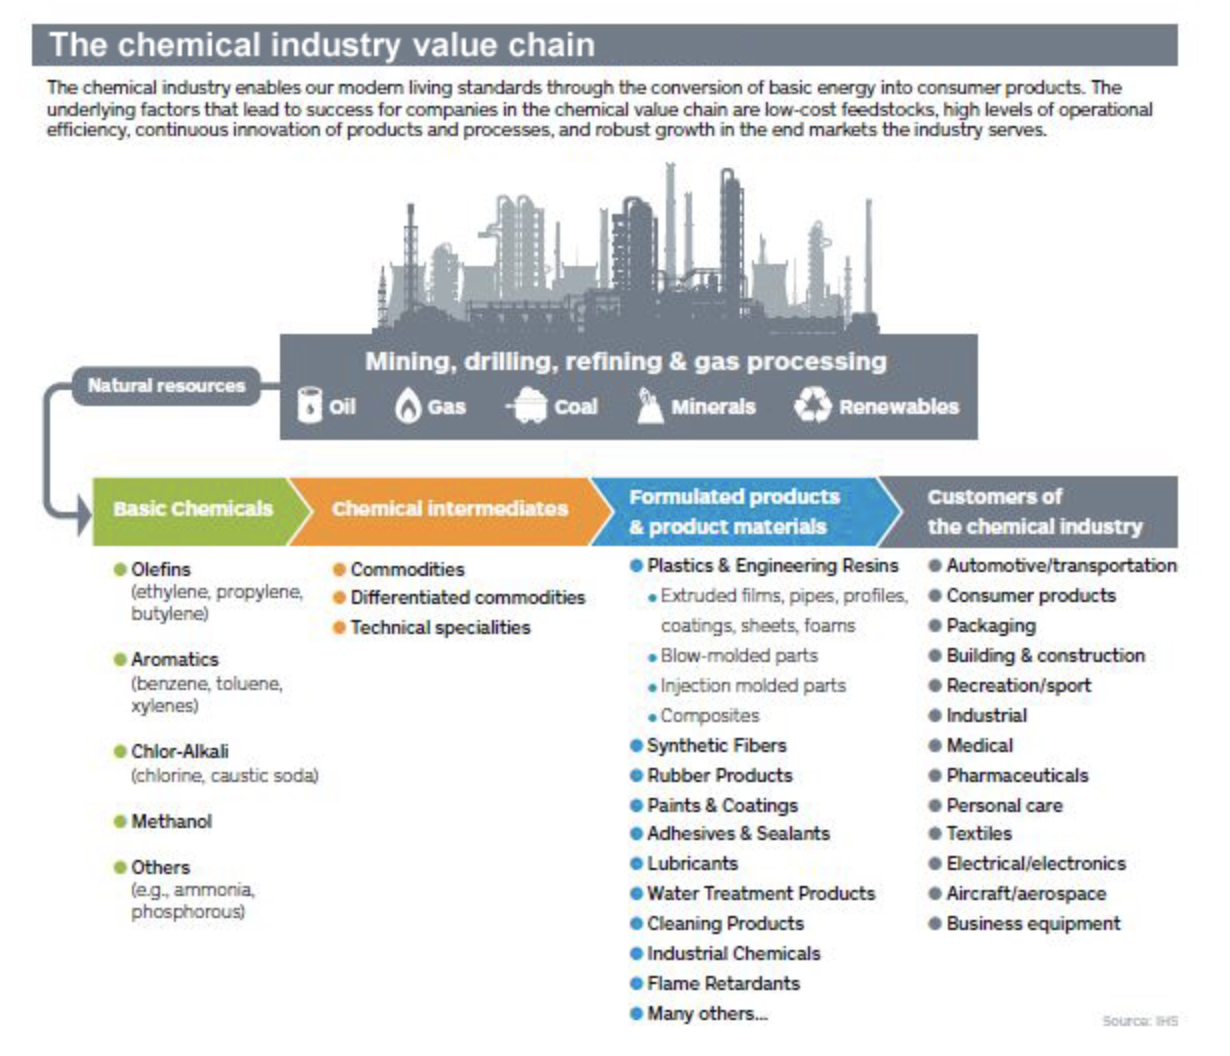 The chemical industry value chain
The chemical industry enables our modern living standards through the conversion of basic energy into consumer products. The
underlying factors that lead to success for companies in the chemical value chain are low-cost feedstocks, high levels of operational
efficiency, continuous innovation of products and processes, and robust growth in the end markets the industry serves.
Mining, drilling, refining & gas processing
Natural resources
Oil
Gas
Coal
Minerals
Renewables
Basic Chemicals
Olefins
(ethylene, propylene,
butylene)
Aromatics
(benzene, toluene,
xylenes)
Chlor-Alkali
(chlorine, caustic soda)
Methanol
Others
(e.g., ammonia,
phosphorous)
Chemical intermediates
Commodities
Differentiated commodities
Technical specialities
Formulated products
& product materials
Plastics & Engineering Resins
Extruded films, pipes, profiles,
coatings, sheets, foams
Blow-molded parts
Injection molded parts
Composites
Synthetic Fibers
Rubber Products
Paints & Coatings
Adhesives & Sealants
Lubricants
Water Treatment Products
Cleaning Products
Industrial Chemicals
Flame Retardants
Many others...
Customers of
the chemical industry
Automotive/transportation
Consumer products
Packaging
Building & construction
Recreation/sport
Industrial
Medical
Pharmaceuticals
Personal care
Textiles
Electrical/electronics
Aircraft/aerospace
Business equipment
Source: IHS